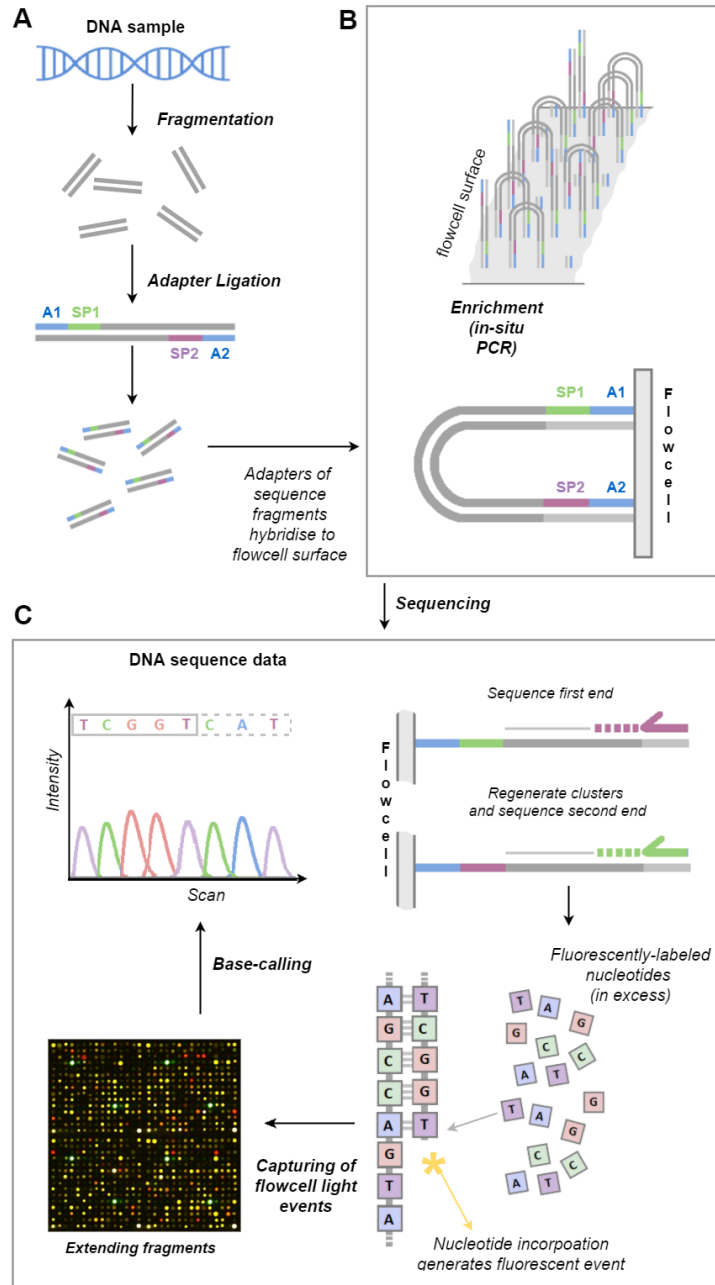 A
DNA sample
Fragmentation
Adapter Ligation
A1 SP1
SP2 A2
Adapters of
sequence
fragments
hybridise to
flowcell surface
B
flowcell surface
Enrichment
(in-situ
PCR)
SP1 A1
SP2 A2
Flowcell
Sequencing
C
DNA sequence data
T C G G T C A T
Intensity
Scan
Base-calling
Sequence first end
Flowcell
Regenerate clusters
and sequence second end
Fluorescently-labeled
nucleotides
(in excess)
A T
G C
C G
C G
A T
G
T
A
T A G
G C C
A T
T A G G
C C
A T
*
Capturing of
flowcell light
events
Extending fragments
Nucleotide incorpoation
generates fluorescent event